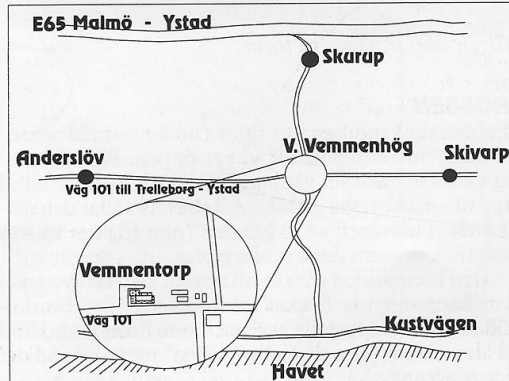 E65 Malmö - Ystad
Skurup
V. Vemmenhög
Anderslöv
Skivarp
Väg 101 till Trelleborg - Ystad
Vemmentorp
Väg 101
Kustvägen
Havet